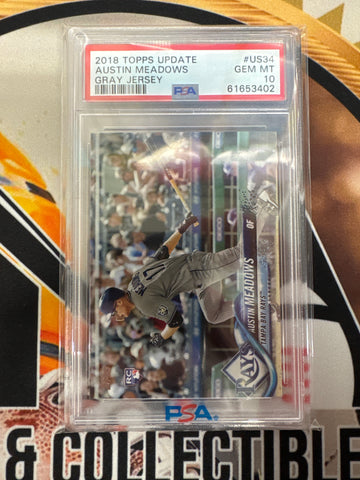 2018 TOPPS UPDATE #US34
AUSTIN MEADOWS GEM MT
GRAY JERSEY 10
PSA 61653402
OF
AUSTIN MEADOWS
TAMPA BAY RAYS
RAYS
RC
17
PSA
& COLLECTIBLE